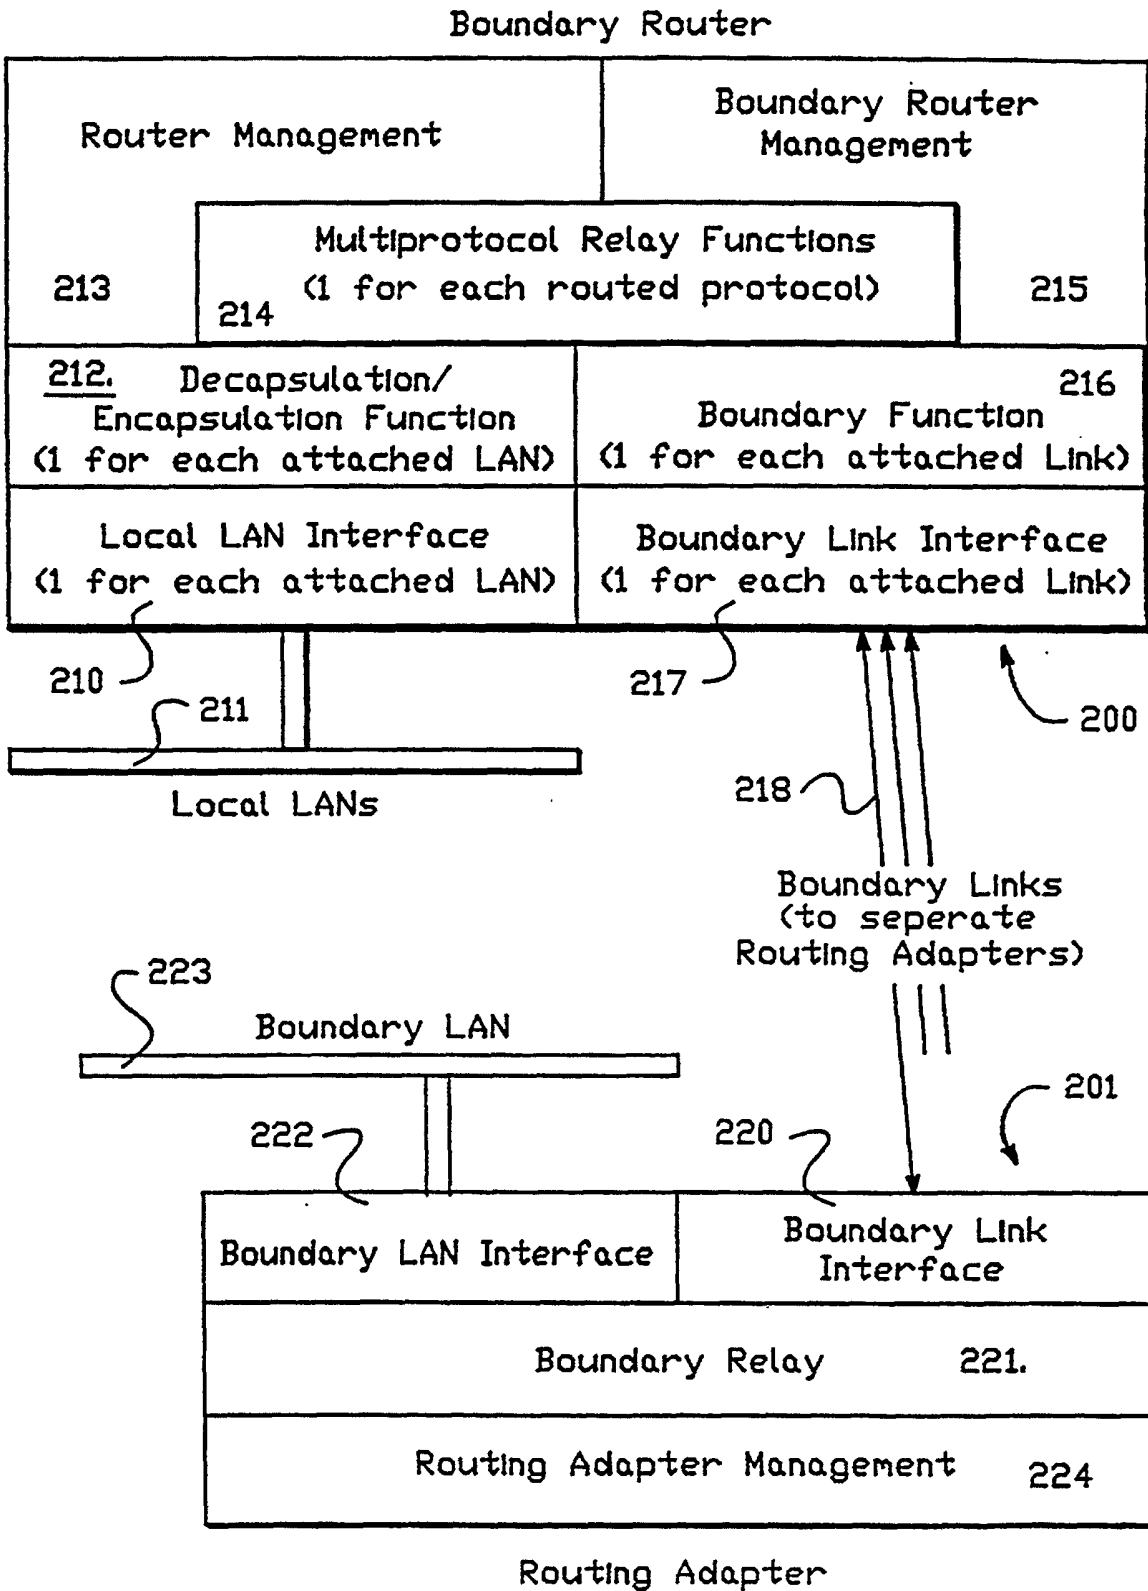 Boundary Router
Router Management
Boundary Router
Management
Multiprotocol Relay Functions
(1 for each routed protocol)
213
214
215
212. Decapsulation/
Encapsulation Function
(1 for each attached LAN)
216
Boundary Function
(1 for each attached Link)
Local LAN Interface
(1 for each attached LAN)
Boundary Link Interface
(1 for each attached Link)
210
211
217
200
Local LANs
218
Boundary Links
(to seperate
Routing Adapters)
223
Boundary LAN
201
222
220
Boundary LAN Interface
Boundary Link
Interface
Boundary Relay 221.
Routing Adapter Management 224
Routing Adapter